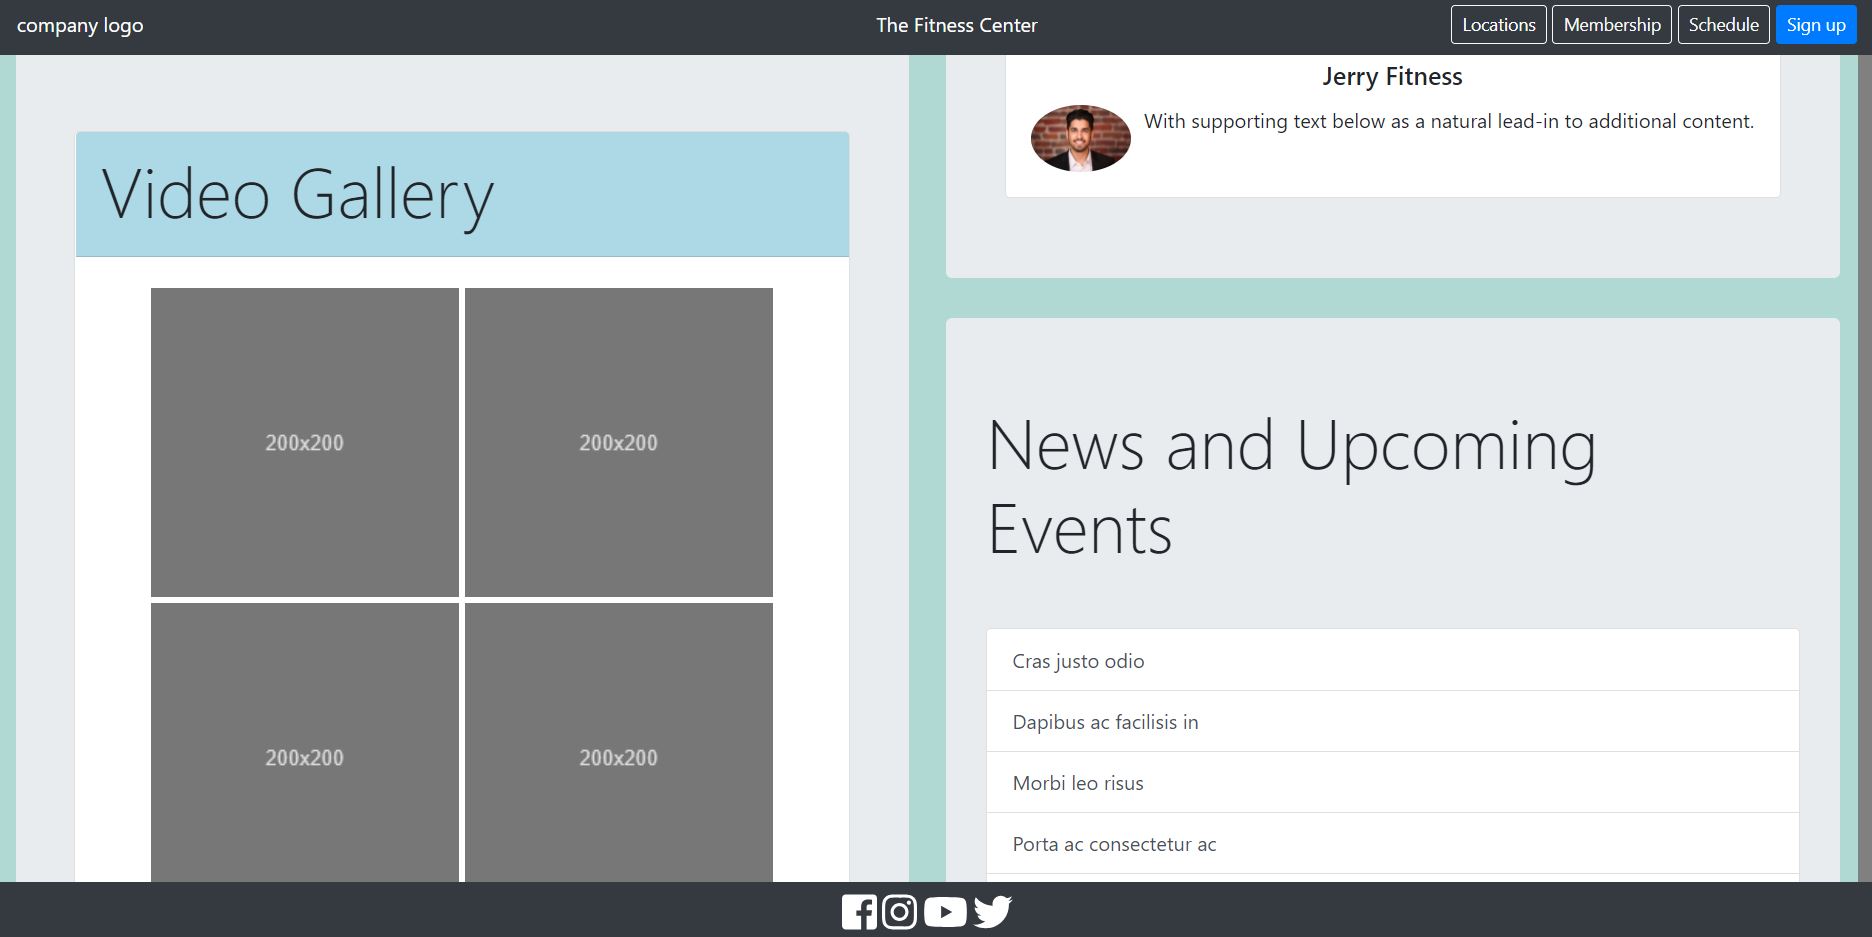 company logo
The Fitness Center
Locations
Membership
Schedule
Sign up
Video Gallery
200x200
200x200
200x200
200x200
Jerry Fitness
With supporting text below as a natural lead-in to additional content.
News and Upcoming
Events
Cras justo odio
Dapibus ac facilisis in
Morbi leo risus
Porta ac consectetur ac